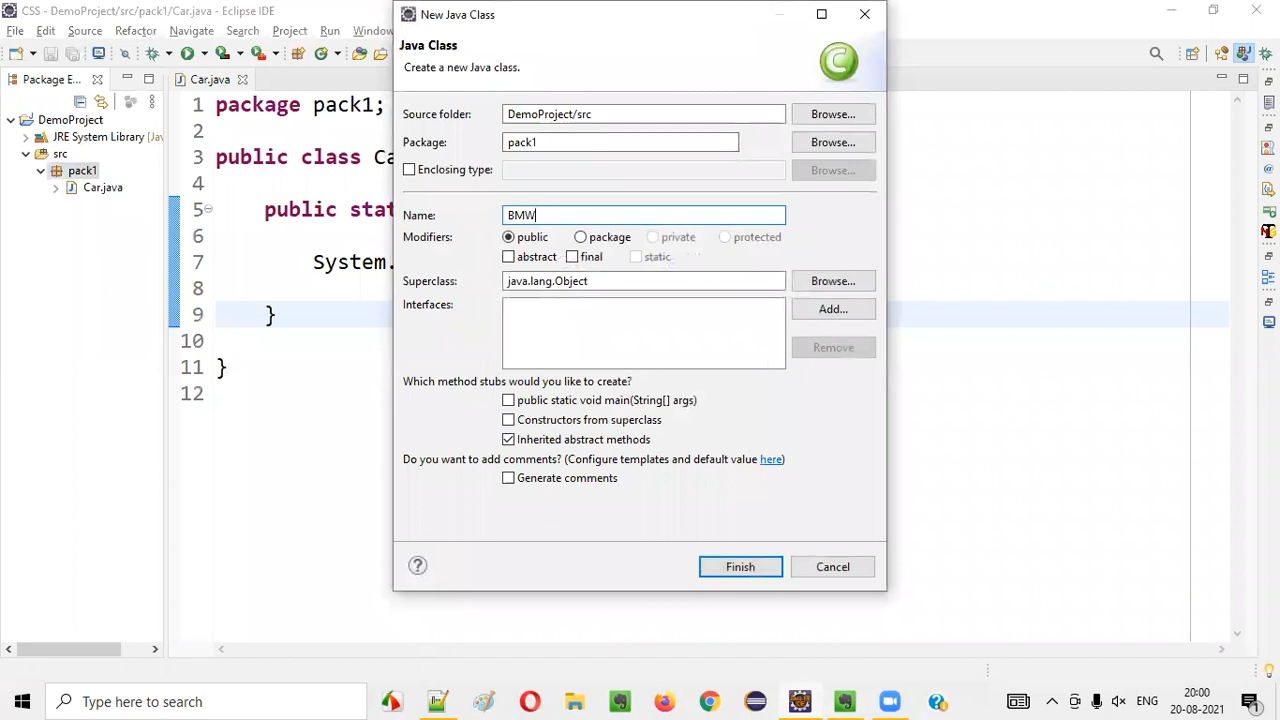 CSS - DemoProject/src/pack1/Car.java - Eclipse IDE
New Java Class
File Edit Source Refactor Navigate Search Project Run Window
Java Class
Create a new Java class.
Package E...
Car.java
DemoProject
JRE System Library [Java
src
pack1
Car.java
1 package pack1;
2
3 public class Ca
4
5 public stat
6
7 System.
8
9 }
10
11 }
12
Source folder: DemoProject/src Browse...
Package: pack1 Browse...
Enclosing type: Browse...
Name: BMW
Modifiers: public package private protected
abstract final static
Superclass: java.lang.Object Browse...
Interfaces: Add...
Remove
Which method stubs would you like to create?
public static void main(String[] args)
Constructors from superclass
Inherited abstract methods
Do you want to add comments? (Configure templates and default value here)
Generate comments
? Finish Cancel
Type here to search
ENG
20:00
20-08-2021
1